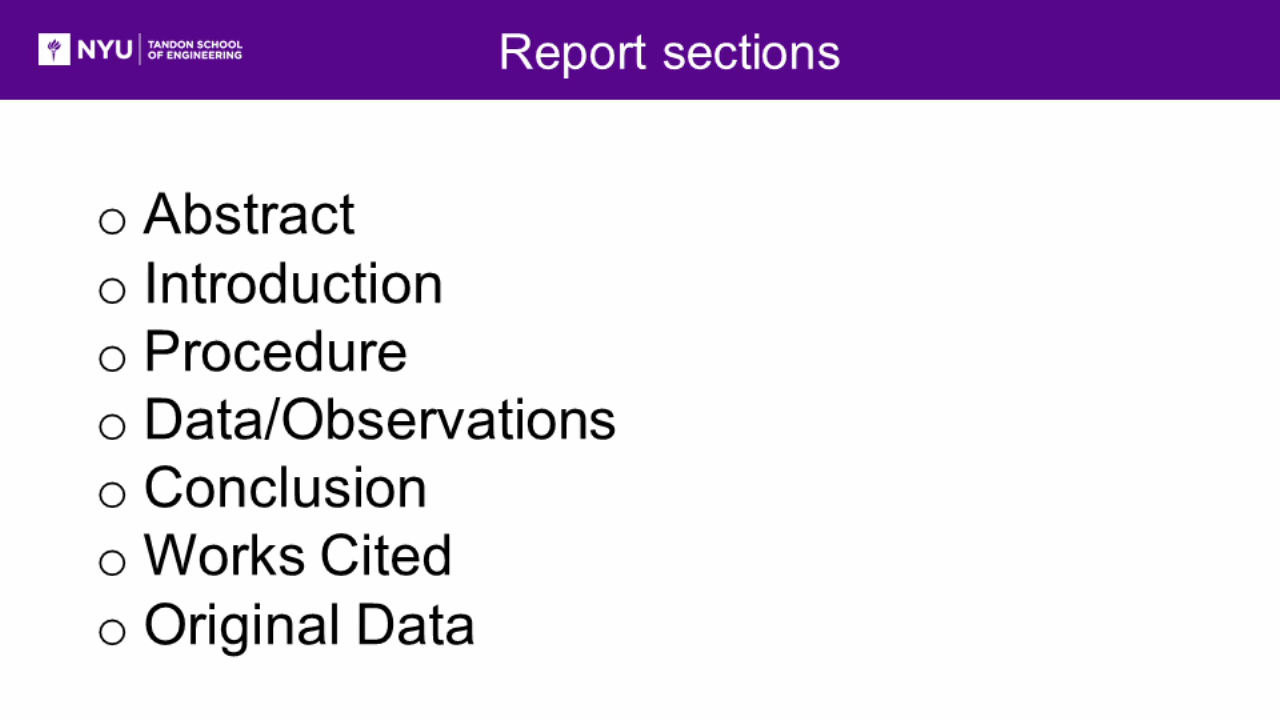 NYU TANDON SCHOOL
OF ENGINEERING
Report sections
o Abstract
o Introduction
o Procedure
o Data/Observations
o Conclusion
o Works Cited
o Original Data